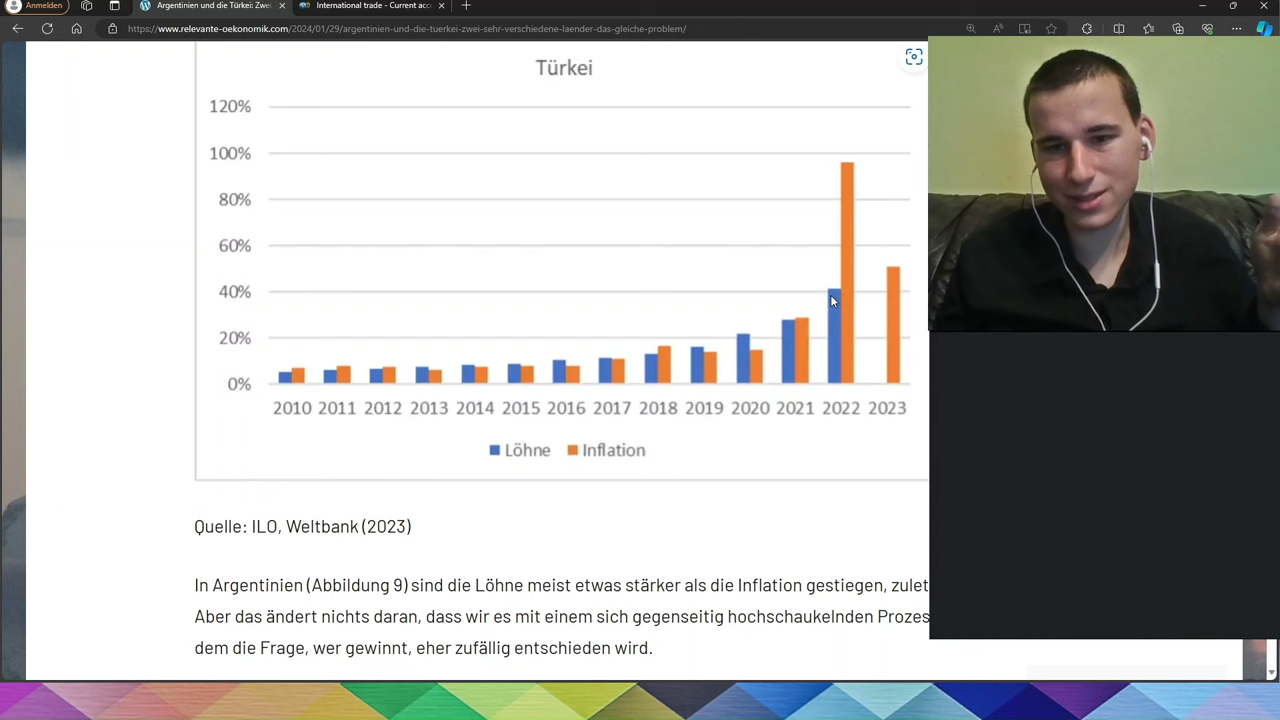 Anmelden
Argentinien und die Türkei: Zwei
International trade - Current acc
https://www.relevante-oekonomik.com/2024/01/29/argentinien-und-die-tuerkei-zwei-sehr-verschiedene-laender-das-gleiche-problem/
Türkei
120%
100%
80%
60%
40%
20%
0%
2010 2011 2012 2013 2014 2015 2016 2017 2018 2019 2020 2021 2022 2023
Löhne Inflation
Quelle: ILO, Weltbank (2023)
In Argentinien (Abbildung 9) sind die Löhne meist etwas stärker als die Inflation gestiegen, zulet
Aber das ändert nichts daran, dass wir es mit einem sich gegenseitig hochschaukelnden Prozes
dem die Frage, wer gewinnt, eher zufällig entschieden wird.